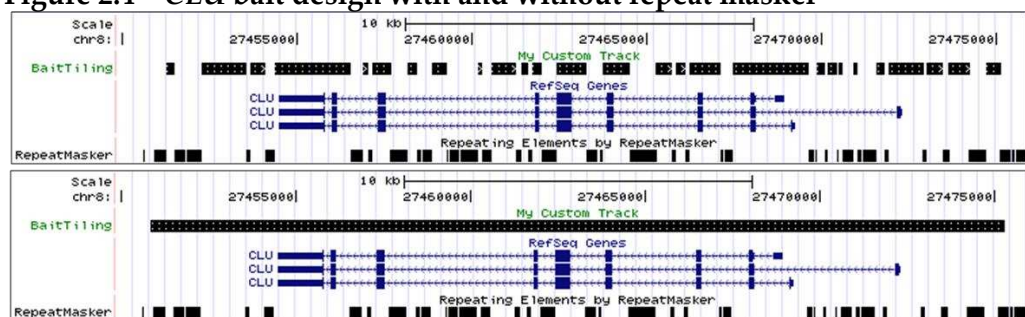 Figure 2.1 CLU bait design with and without repeat masker
Scale 10 kb
chr8: 27455000 27460000 27465000 27470000 27475000
My Custom Track
BaitTiling
RefSeq Genes
CLU
CLU
CLU
Repeating Elements by RepeatMasker
RepeatMasker
Scale 10 kb
chr8: 27455000 27460000 27465000 27470000 27475000
My Custom Track
BaitTiling
RefSeq Genes
CLU
CLU
CLU
Repeating Elements by RepeatMasker
RepeatMasker